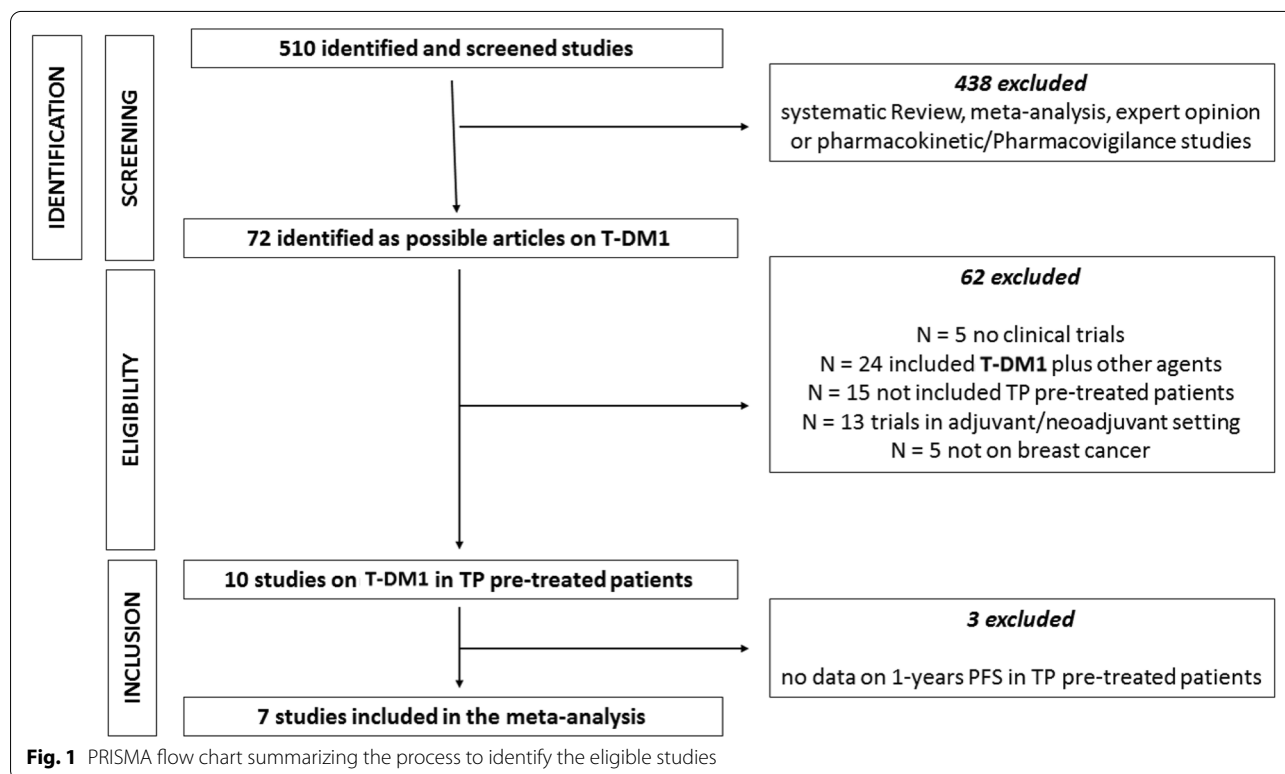 IDENTIFICATION
SCREENING
510 identified and screened studies
438 excluded
systematic Review, meta-analysis, expert opinion
or pharmacokinetic/Pharmacovigilance studies
72 identified as possible articles on T-DM1
ELIGIBILITY
62 excluded
N = 5 no clinical trials
N = 24 included T-DM1 plus other agents
N = 15 not included TP pre-treated patients
N = 13 trials in adjuvant/neoadjuvant setting
N = 5 not on breast cancer
INCLUSION
10 studies on T-DM1 in TP pre-treated patients
3 excluded
no data on 1-years PFS in TP pre-treated patients
7 studies included in the meta-analysis
Fig. 1 PRISMA flow chart summarizing the process to identify the eligible studies